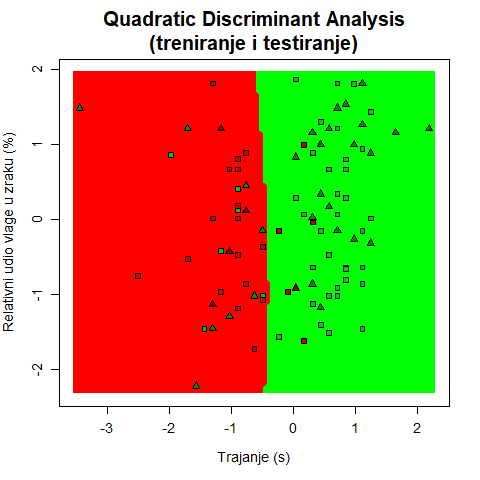 Quadratic Discriminant Analysis
(treniranje i testiranje)
Relativni udio vlage u zraku (%)
2
1
0
-1
-2
-3
-2
-1
0
1
2
Trajanje (s)